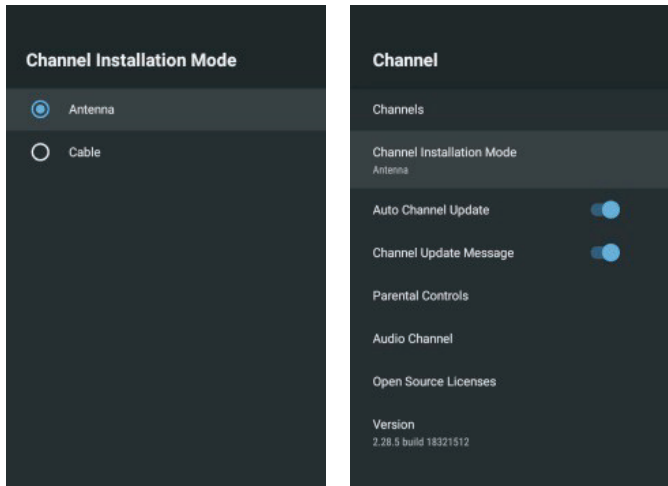 Channel Installation Mode
Antenna
Cable
Channel
Channels
Channel Installation Mode
Antenna
Auto Channel Update
Channel Update Message
Parental Controls
Audio Channel
Open Source Licenses
Version
2.28.5 build 18321512